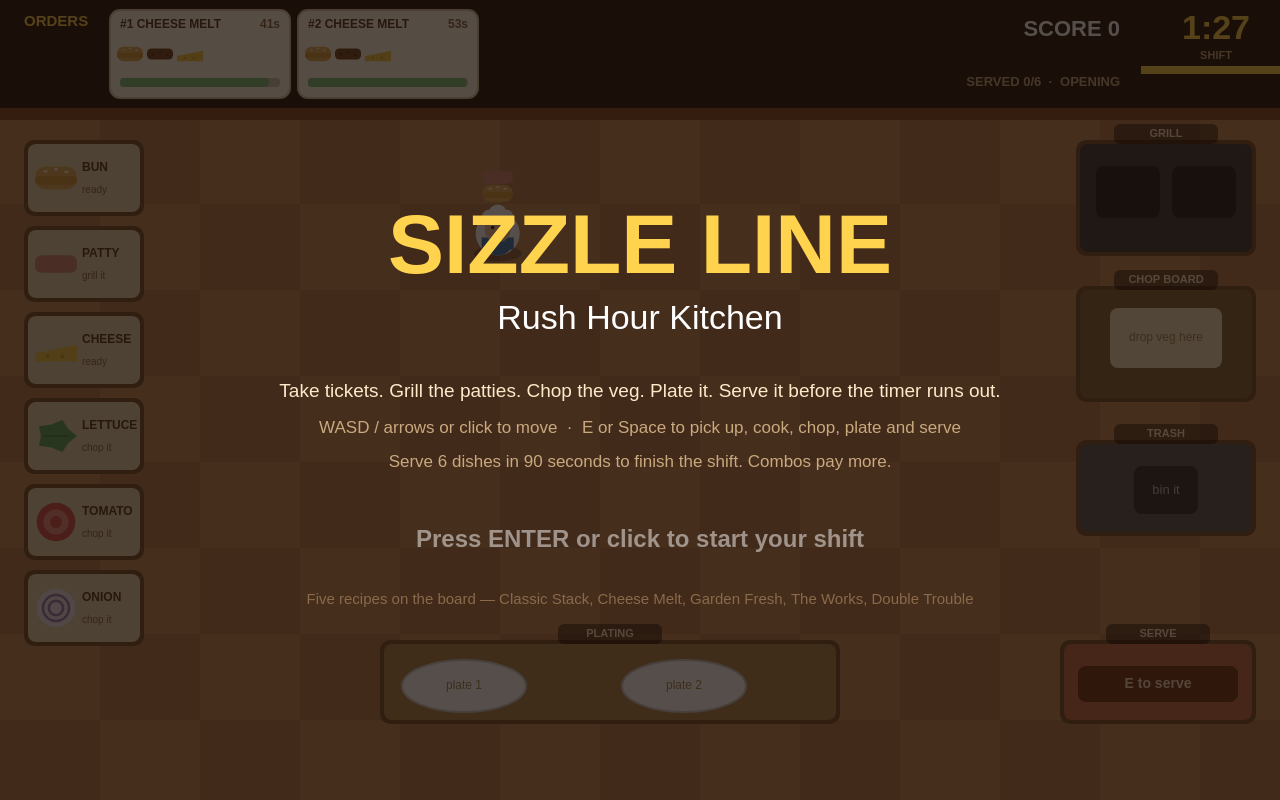 ORDERS
#1 CHEESE MELT 41s
#2 CHEESE MELT 53s
SCORE 0
SERVED 0/6 · OPENING
1:27
SHIFT
BUN
ready
PATTY
grill it
CHEESE
ready
LETTUCE
chop it
TOMATO
chop it
ONION
chop it
SIZZLE LINE
Rush Hour Kitchen
Take tickets. Grill the patties. Chop the veg. Plate it. Serve it before the timer runs out.
WASD / arrows or click to move · E or Space to pick up, cook, chop, plate and serve
Serve 6 dishes in 90 seconds to finish the shift. Combos pay more.
Press ENTER or click to start your shift
Five recipes on the board — Classic Stack, Cheese Melt, Garden Fresh, The Works, Double Trouble
GRILL
CHOP BOARD
drop veg here
TRASH
bin it
PLATING
plate 1
plate 2
SERVE
E to serve